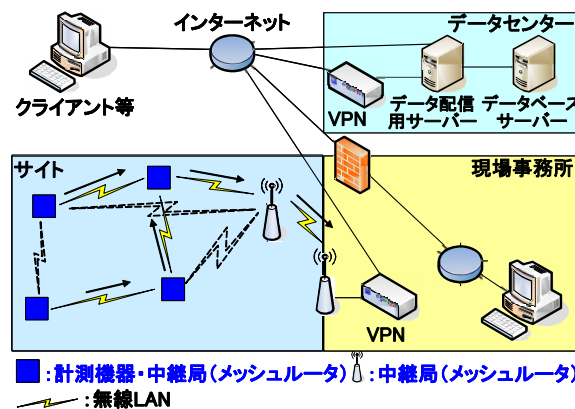 インターネット
データセンター
クライアント等
VPN
データ配信
用サーバー
データベース
サーバー
サイト
現場事務所
VPN
:計測機器・中継局(メッシュルータ)
:中継局(メッシュルータ)
:無線LAN